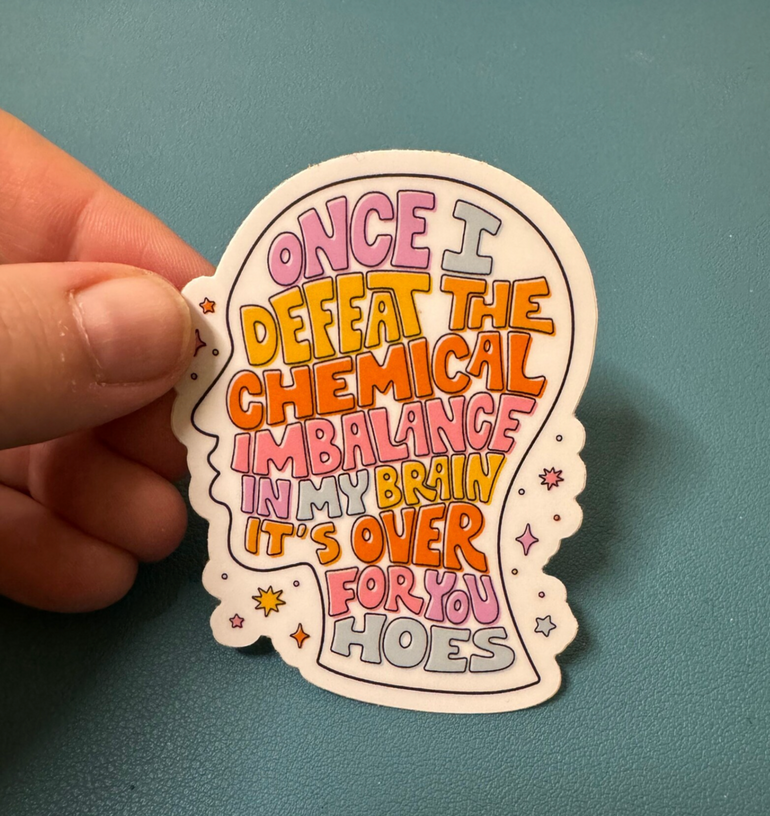 ONCE I
DEFEAT THE
CHEMICAL
IMBALANCE
IN MY BRAIN
IT'S OVER
FOR YOU
HOES